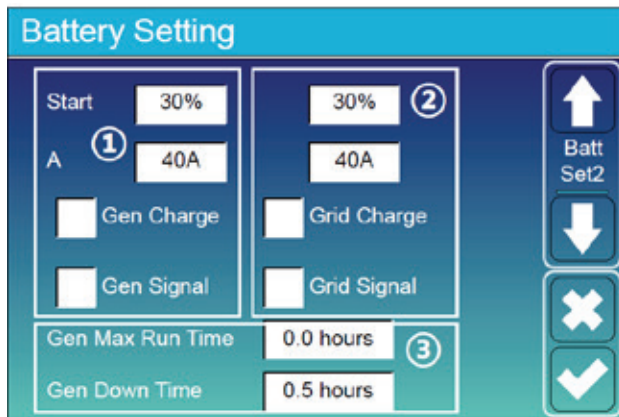 Battery Setting
Start 30% 30% ②
① A 40A 40A
Gen Charge Grid Charge
Gen Signal Grid Signal
Gen Max Run Time 0.0 hours ③
Gen Down Time 0.5 hours
Batt
Set2